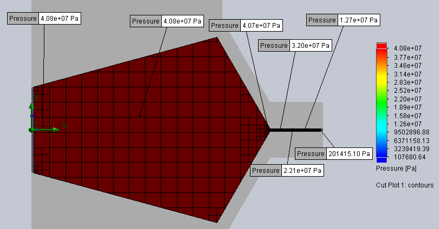 Pressure 4.08e+07 Pa
Pressure 4.08e+07 Pa
Pressure 4.07e+07 Pa
Pressure 1.27e+07 Pa
Pressure 3.20e+07 Pa
Pressure 201415.10 Pa
Pressure 2.21e+07 Pa
4.08e+07
3.77e+07
3.46e+07
3.14e+07
2.83e+07
2.52e+07
2.20e+07
1.89e+07
1.58e+07
1.26e+07
9502896.88
6371158.13
3239419.39
107680.64
Pressure [Pa]
Cut Plot 1: contours